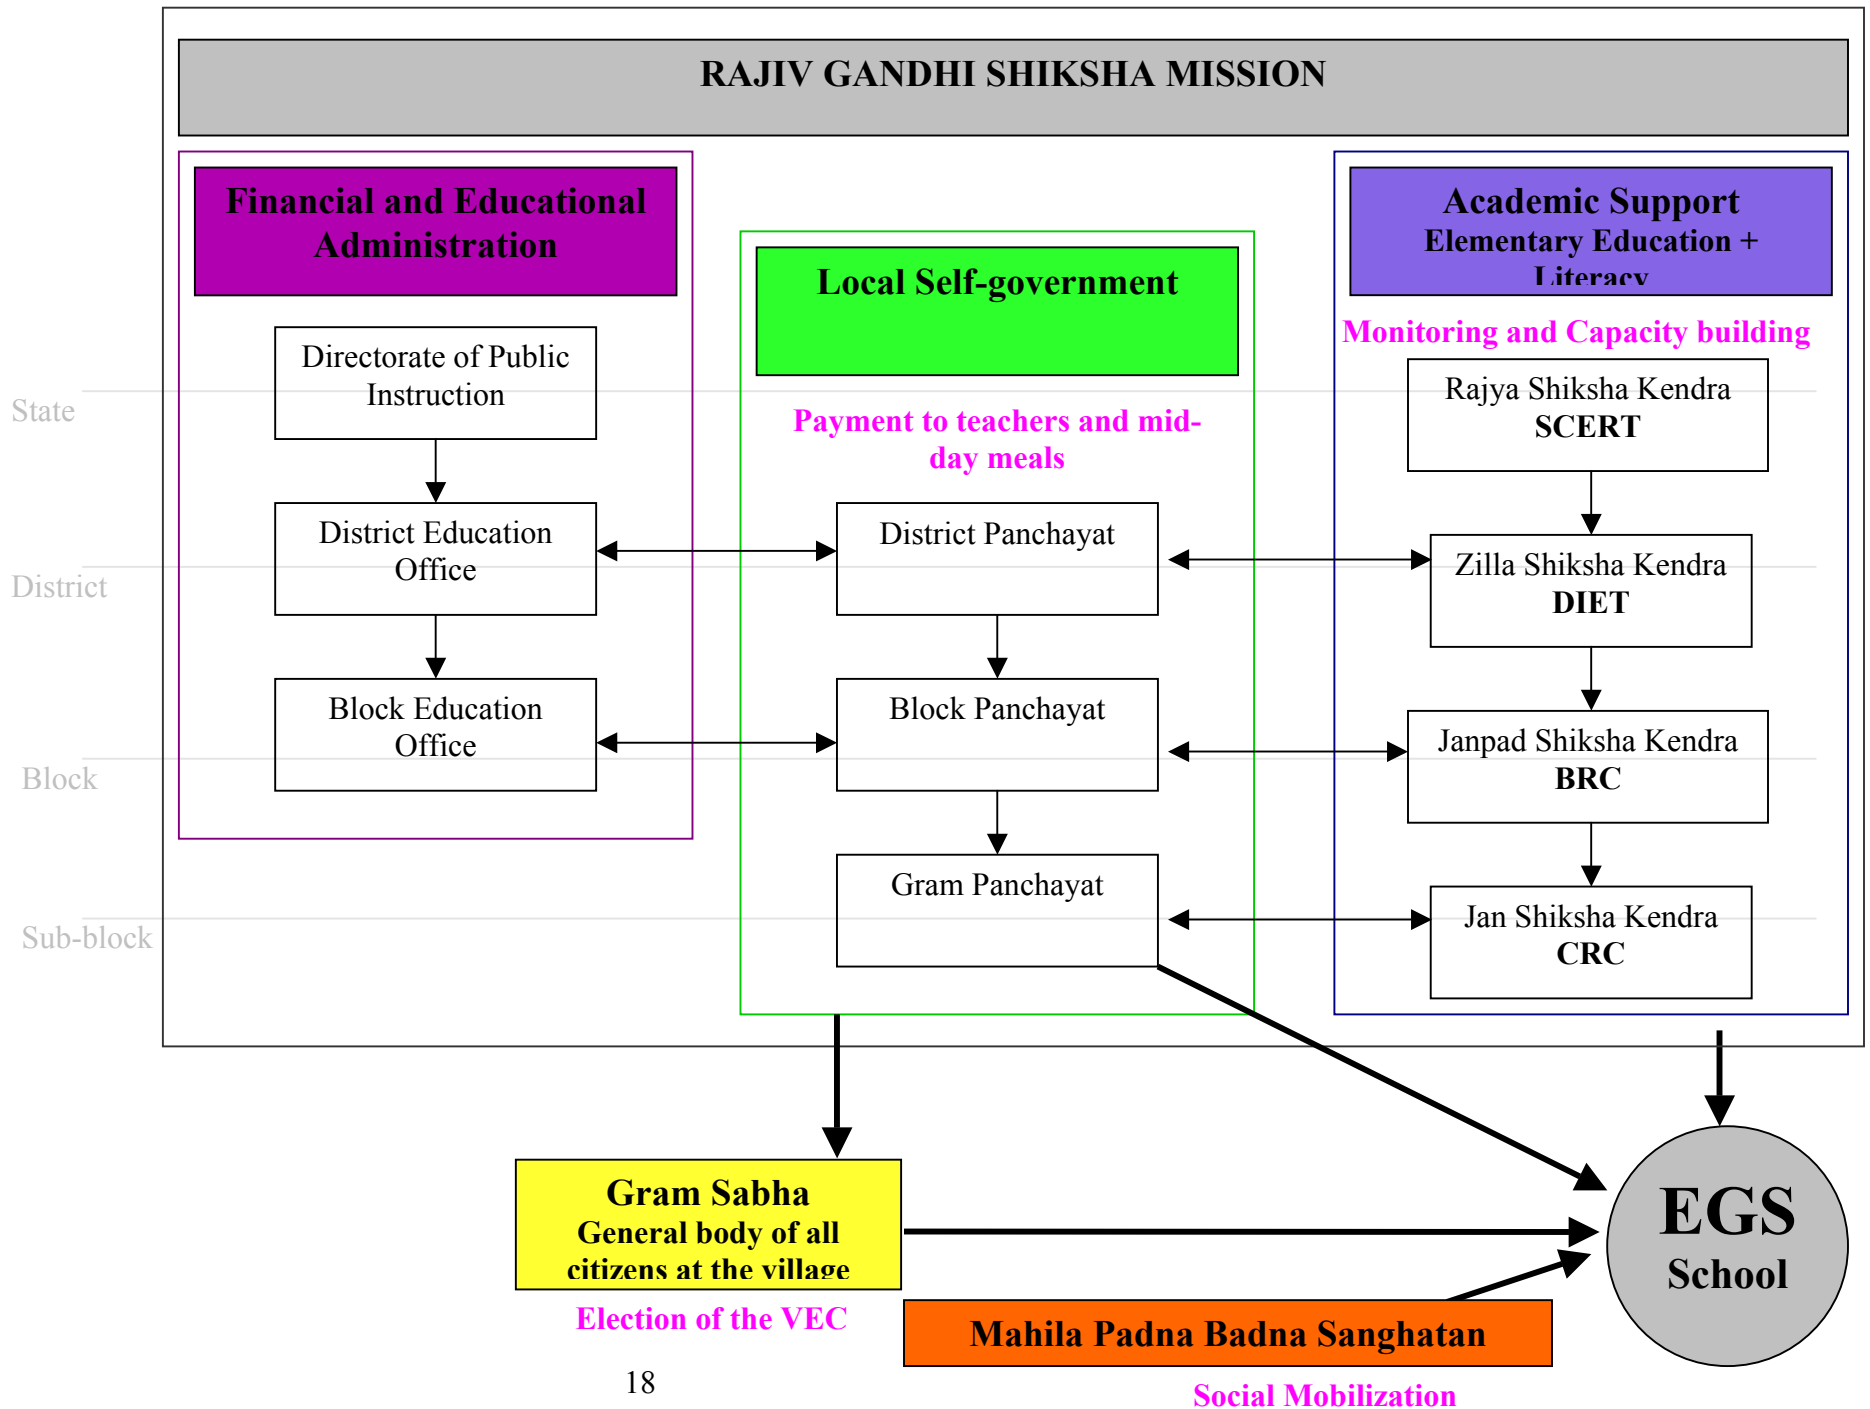 RAJIV GANDHI SHIKSHA MISSION
Financial and Educational
Administration
Directorate of Public
Instruction
District Education
Office
Block Education
Office
Local Self-government
Payment to teachers and mid-
day meals
District Panchayat
Block Panchayat
Gram Panchayat
Academic Support
Elementary Education +
Literacy
Monitoring and Capacity building
Rajya Shiksha Kendra
SCERT
Zilla Shiksha Kendra
DIET
Janpad Shiksha Kendra
BRC
Jan Shiksha Kendra
CRC
State
District
Block
Sub-block
Gram Sabha
General body of all
citizens at the village
Election of the VEC
EGS
School
Mahila Padna Badna Sanghatan
Social Mobilization
18